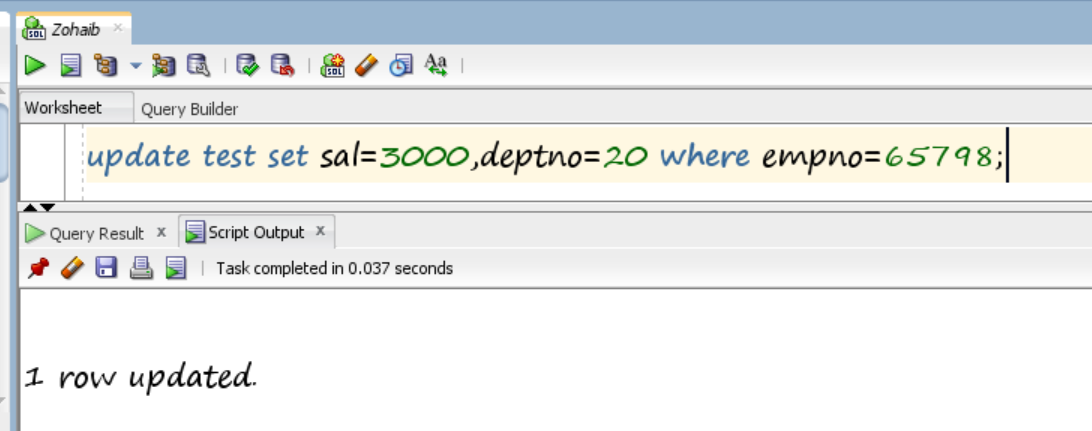 Zohaib
Worksheet Query Builder
update test set sal=3000,deptno=20 where empno=65798;
Query Result x Script Output x
Task completed in 0.037 seconds
1 row updated.